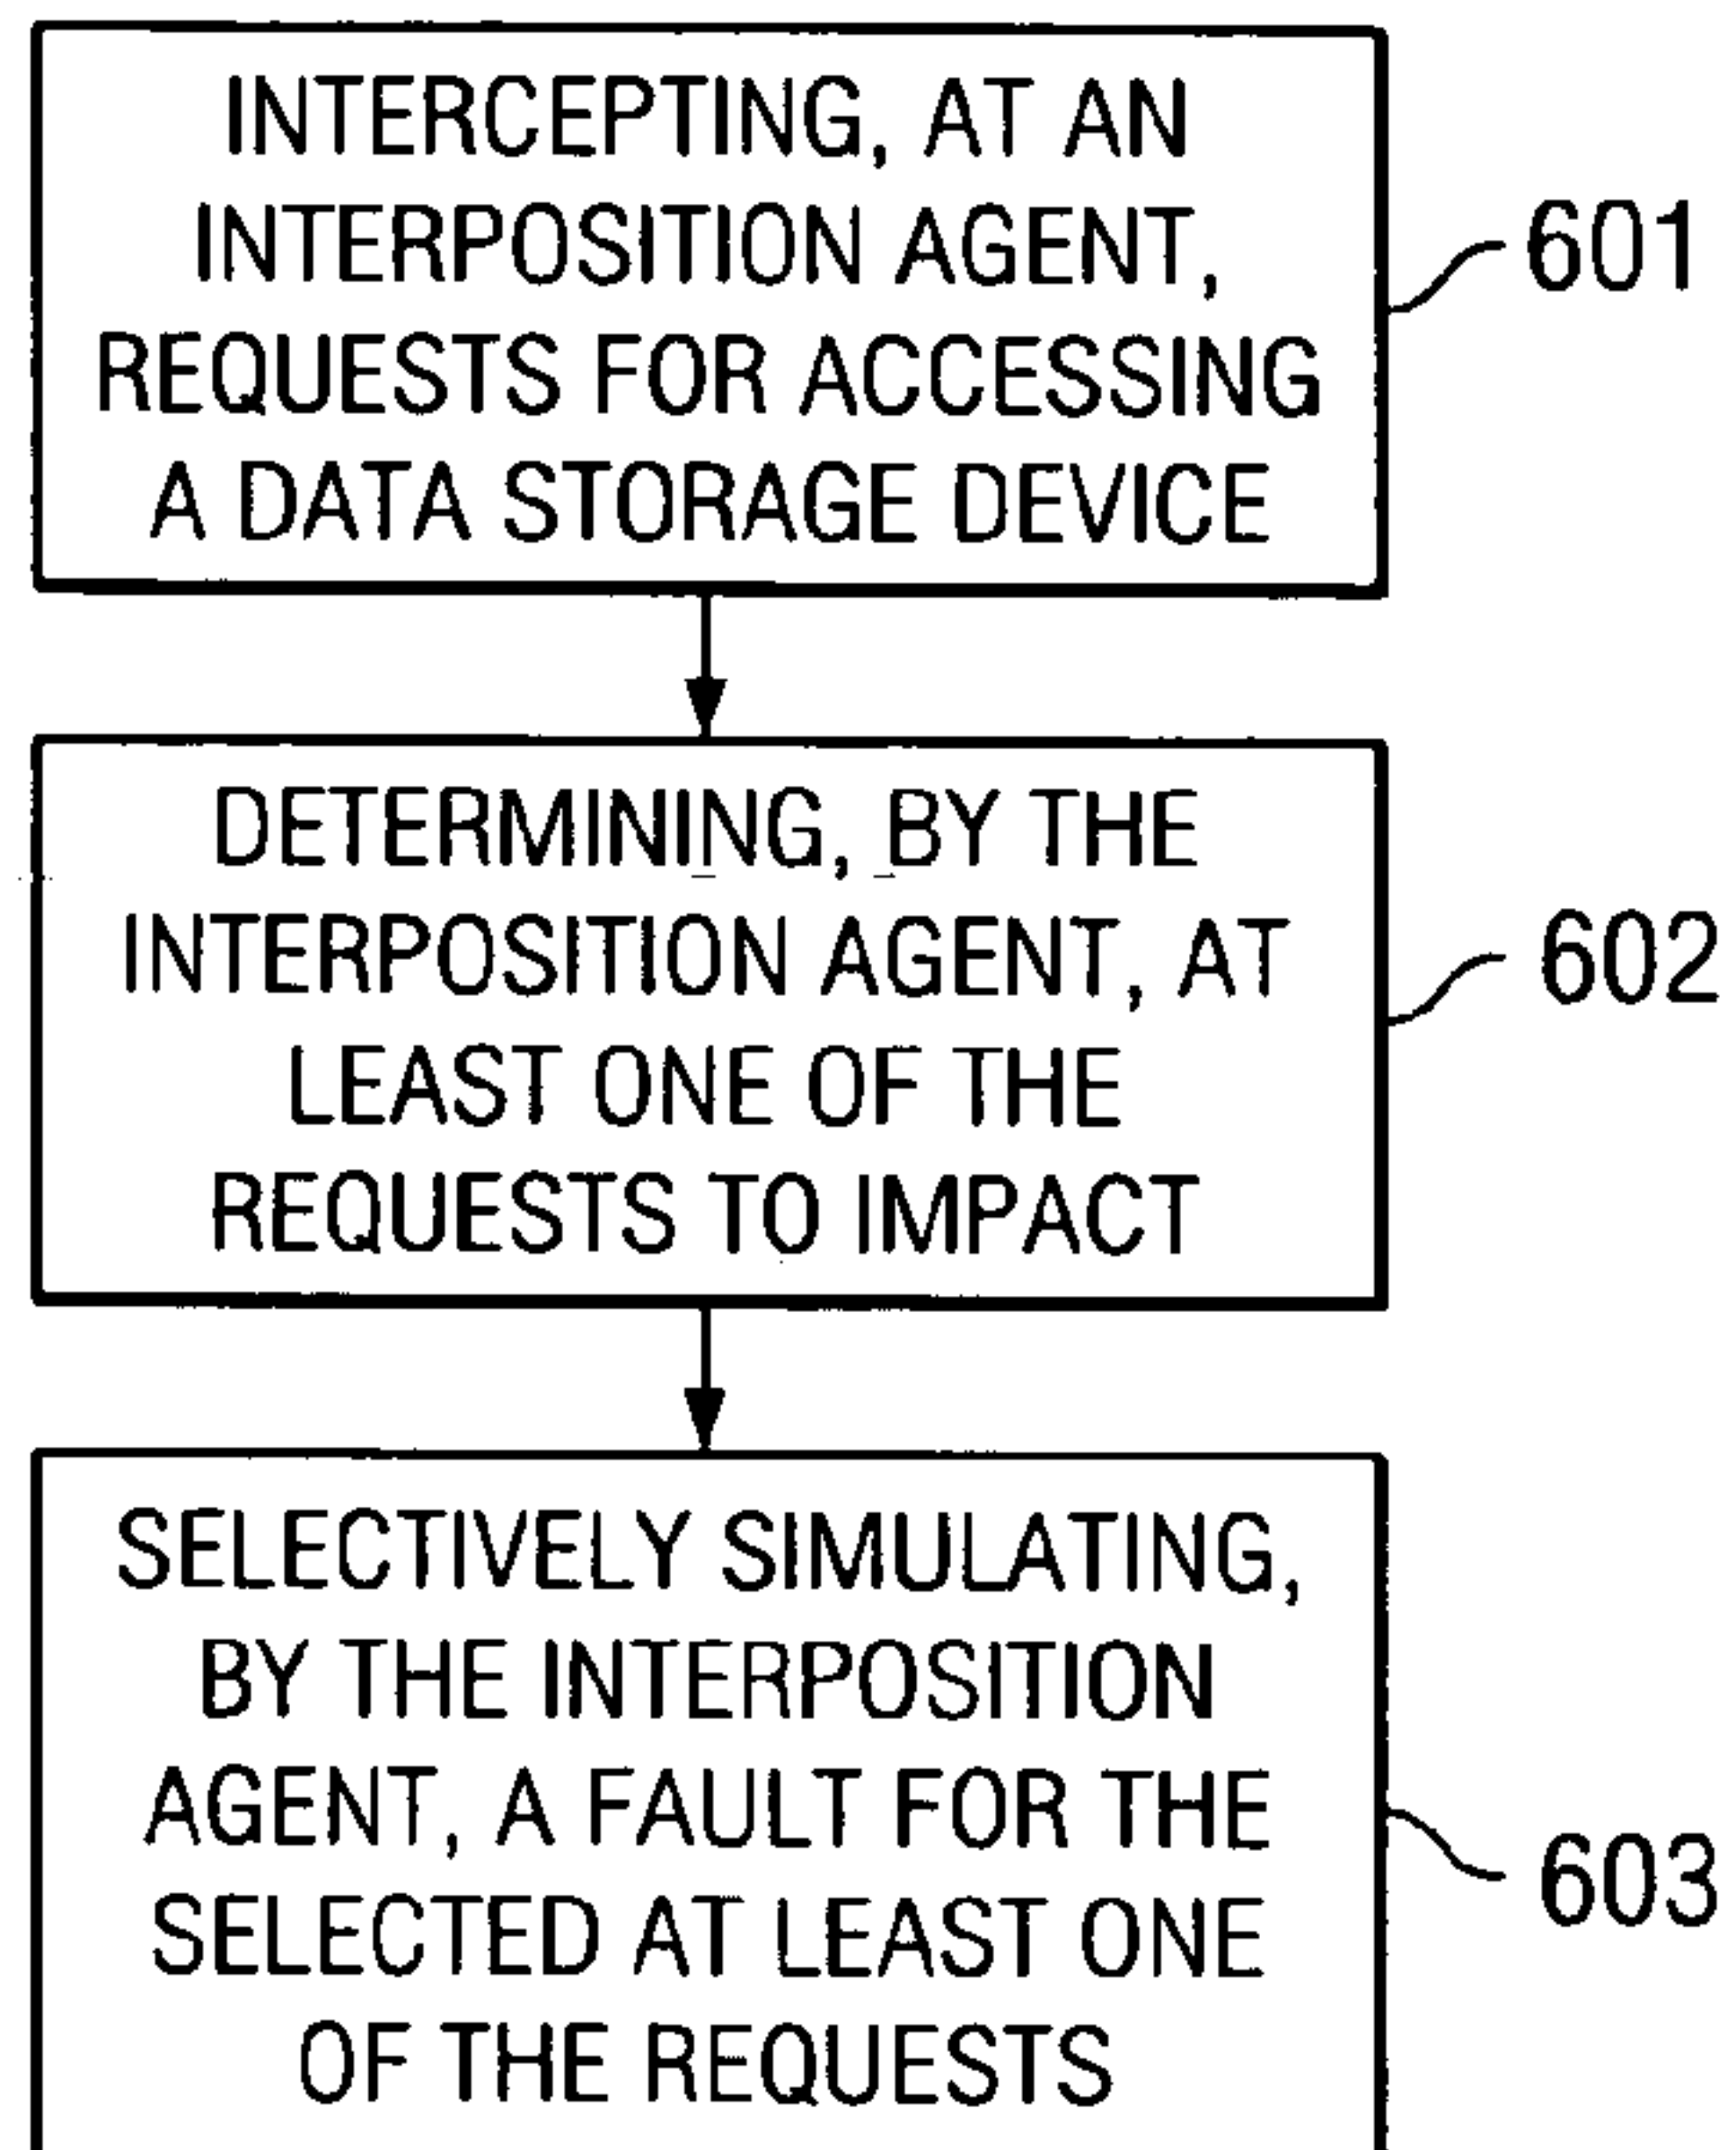 INTERCEPTING, AT AN
INTERPOSITION AGENT,
REQUESTS FOR ACCESSING
A DATA STORAGE DEVICE
601
DETERMINING, BY THE
INTERPOSITION AGENT, AT
LEAST ONE OF THE
REQUESTS TO IMPACT
602
SELECTIVELY SIMULATING,
BY THE INTERPOSITION
AGENT, A FAULT FOR THE
SELECTED AT LEAST ONE
OF THE REQUESTS
603